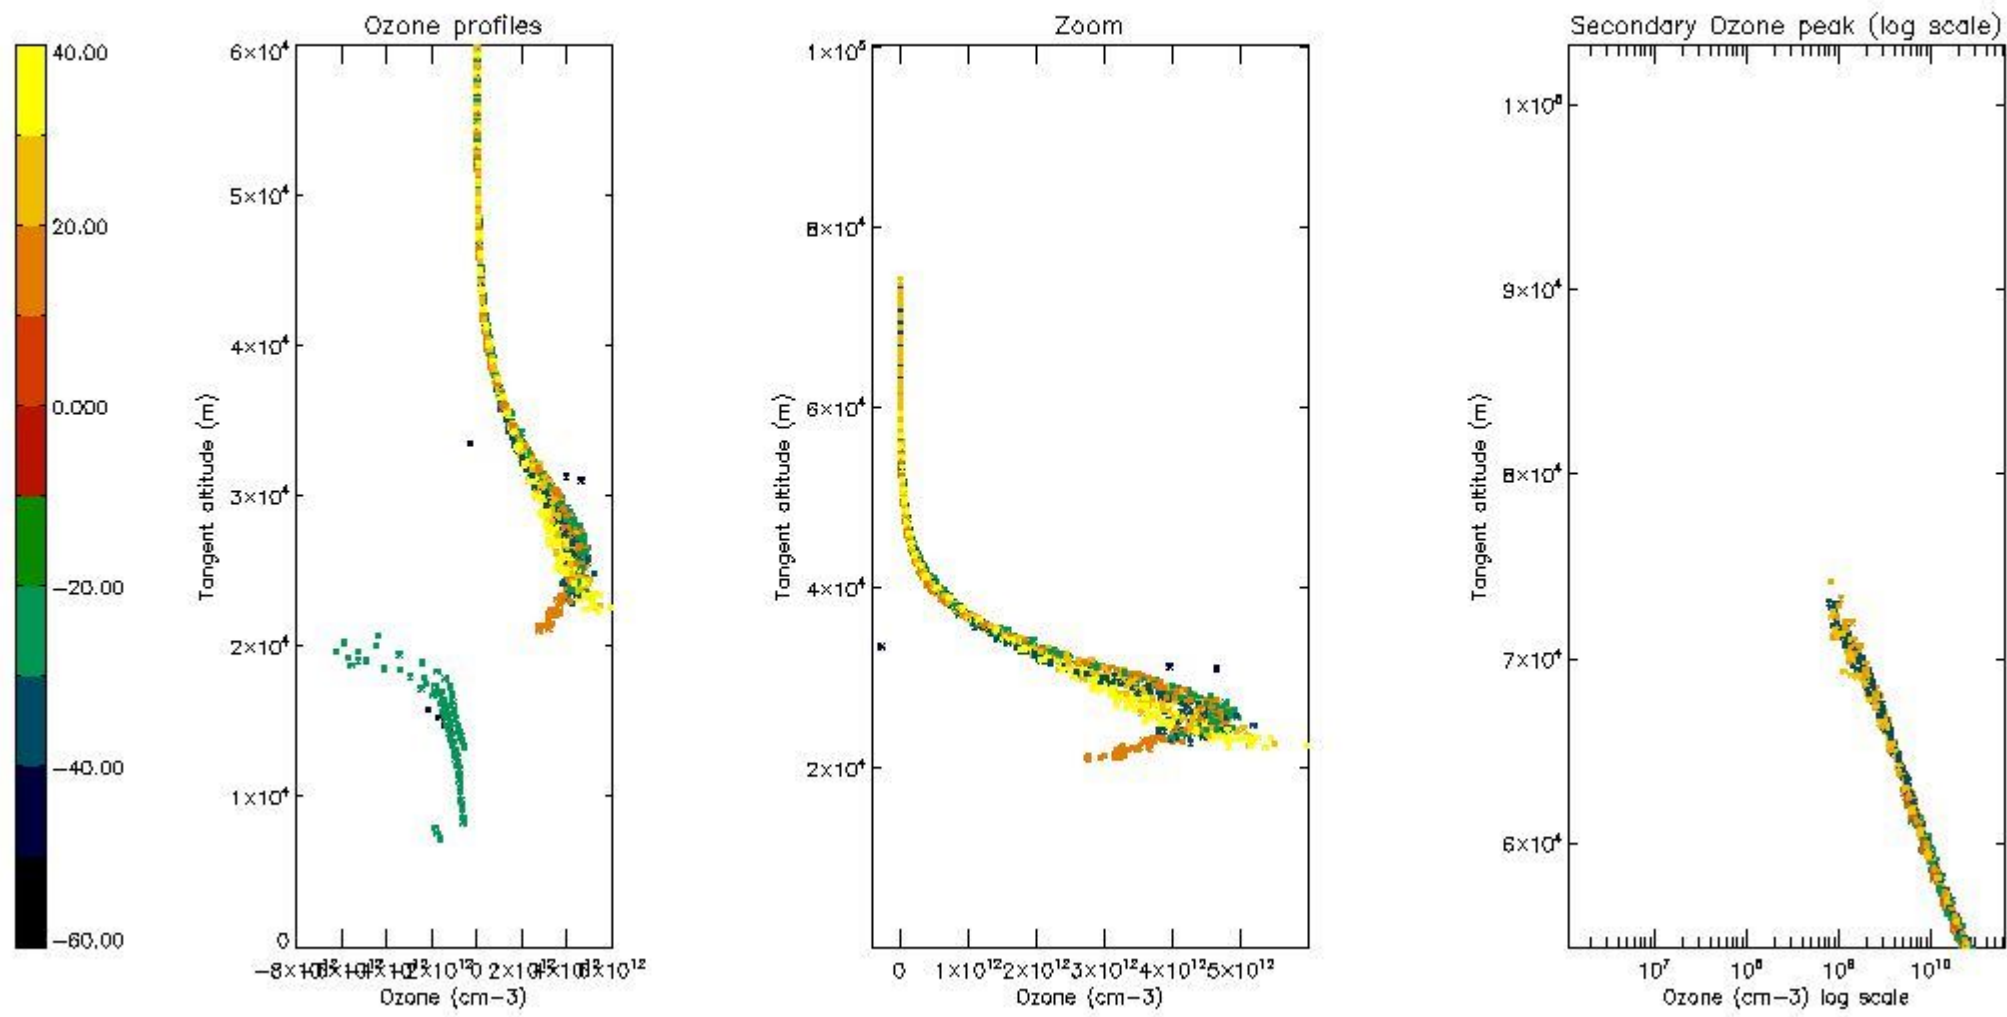 40.00
20.00
0.000
−20.00
−40.00
−60.00
Ozone profiles
6×10⁴
5×10⁴
4×10⁴
3×10⁴
2×10⁴
1×10⁴
0
Tangent altitude (m)
0
Ozone (cm−3)
Zoom
1×10⁵
8×10⁴
6×10⁴
4×10⁴
2×10⁴
Tangent altitude (m)
0 1×10¹² 2×10¹² 3×10¹² 4×10¹² 5×10¹²
Ozone (cm−3)
Secondary Ozone peak (log scale)
9×10⁴
8×10⁴
7×10⁴
6×10⁴
Tangent altitude (m)
10⁷ 10⁹ 10¹⁰
Ozone (cm−3) log scale